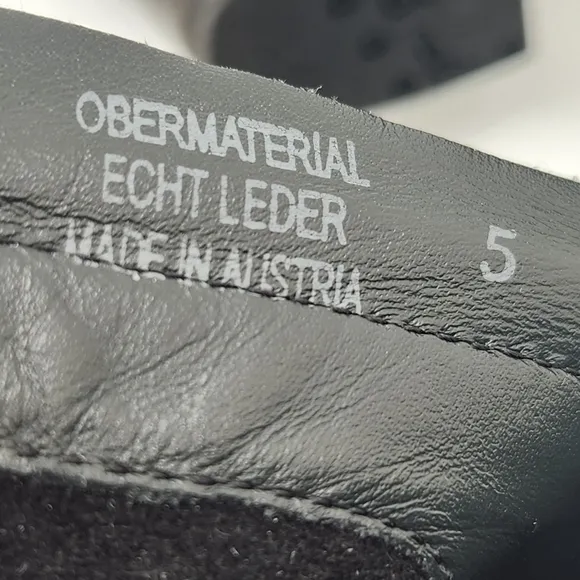 OBERMATERIAL
ECHT LEDER
MADE IN AUSTRIA
5